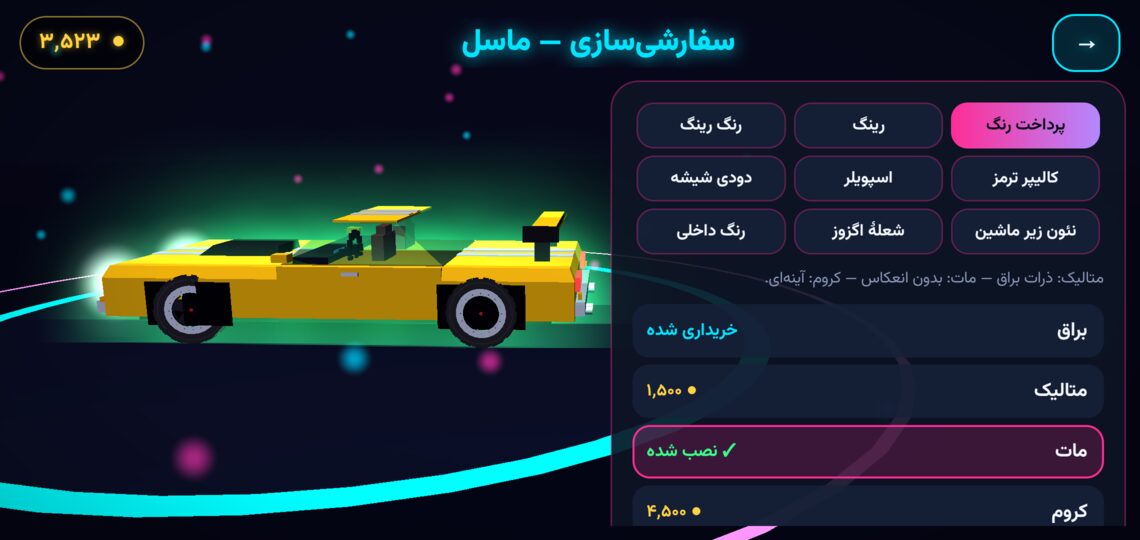 →
سفارشی‌سازی — ماسل
۳,۵۲۳
پرداخت رنگ
رینگ
رنگ رینگ
کالیپر ترمز
اسپویلر
دودی شیشه
نئون زیر ماشین
شعلهٔ اگزوز
رنگ داخلی
متالیک: ذرات براق — مات: بدون انعکاس — کروم: آینه‌ای.
براق
خریداری شده
متالیک
۱,۵۰۰
مات
✓ نصب شده
کروم
۴,۵۰۰